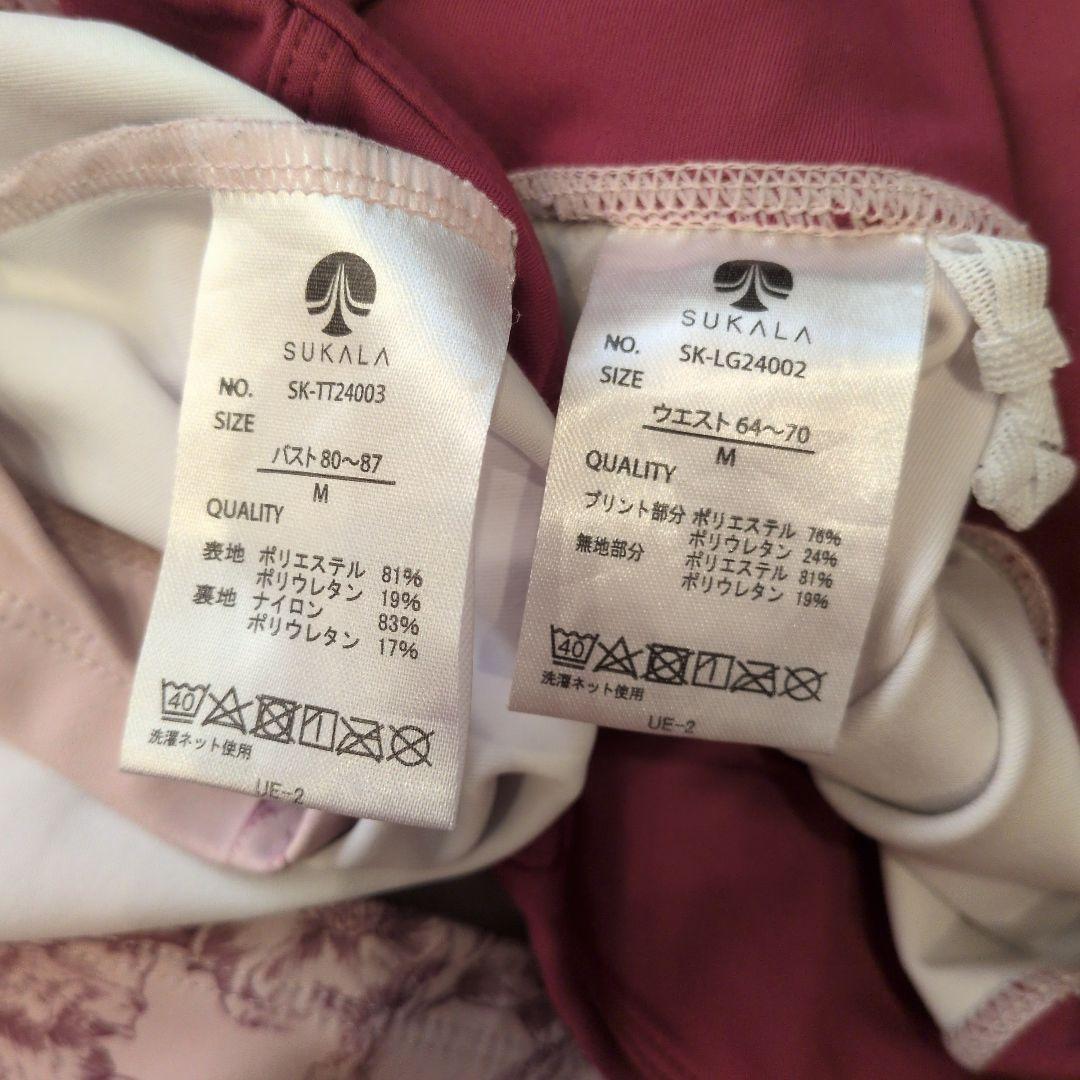 SUKALA
NO. SK-TT24003
SIZE
バスト80〜87
M
QUALITY
表地 ポリエステル 81%
ポリウレタン 19%
裏地 ナイロン 83%
ポリウレタン 17%
40
洗濯ネット使用
UE-2
SUKALA
NO. SK-LG24002
SIZE
ウエスト64〜70
M
QUALITY
プリント部分 ポリエステル 76%
ポリウレタン 24%
無地部分 ポリエステル 81%
ポリウレタン 19%
40
洗濯ネット使用
UE-2